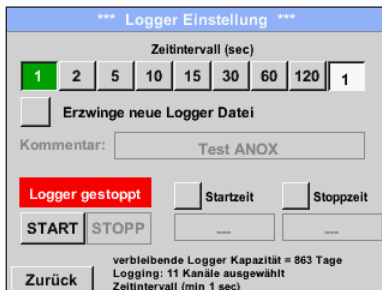 *** Logger Einstellung ***
Zeitintervall (sec)
1 2 5 10 15 30 60 120 1
Erzwinge neue Logger Datei
Kommentar: Test ANOX
Logger gestoppt Startzeit Stoppzeit
START STOPP --- ---
verbleibende Logger Kapazität = 863 Tage
Logging: 11 Kanäle ausgewählt
Zurück Zeitintervall (min 1 sec)